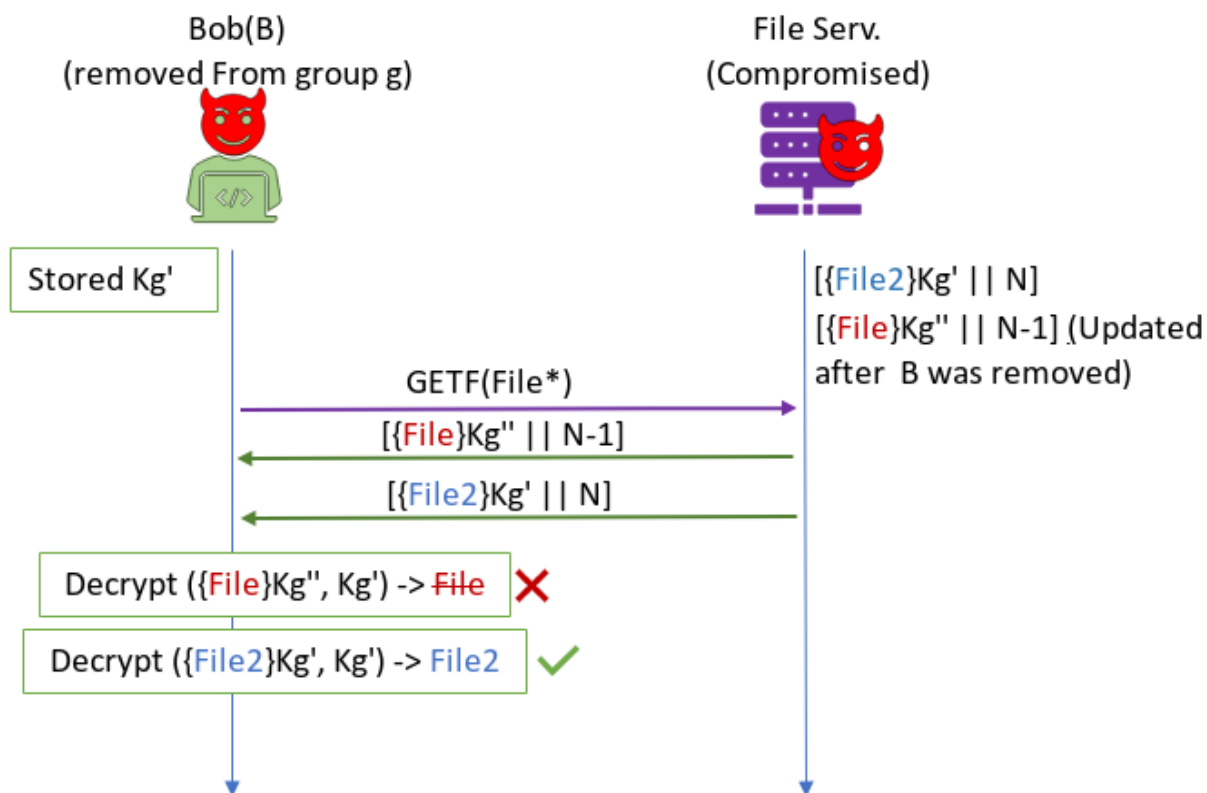 Bob(B)
(removed From group g)
File Serv.
(Compromised)
</>
Stored Kg'
[{File2}Kg' || N]
[{File}Kg" || N-1] (Updated
after B was removed)
GETF(File*)
[{File}Kg" || N-1]
[{File2}Kg' || N]
Decrypt ({File}Kg", Kg') -> File
Decrypt ({File2}Kg', Kg') -> File2